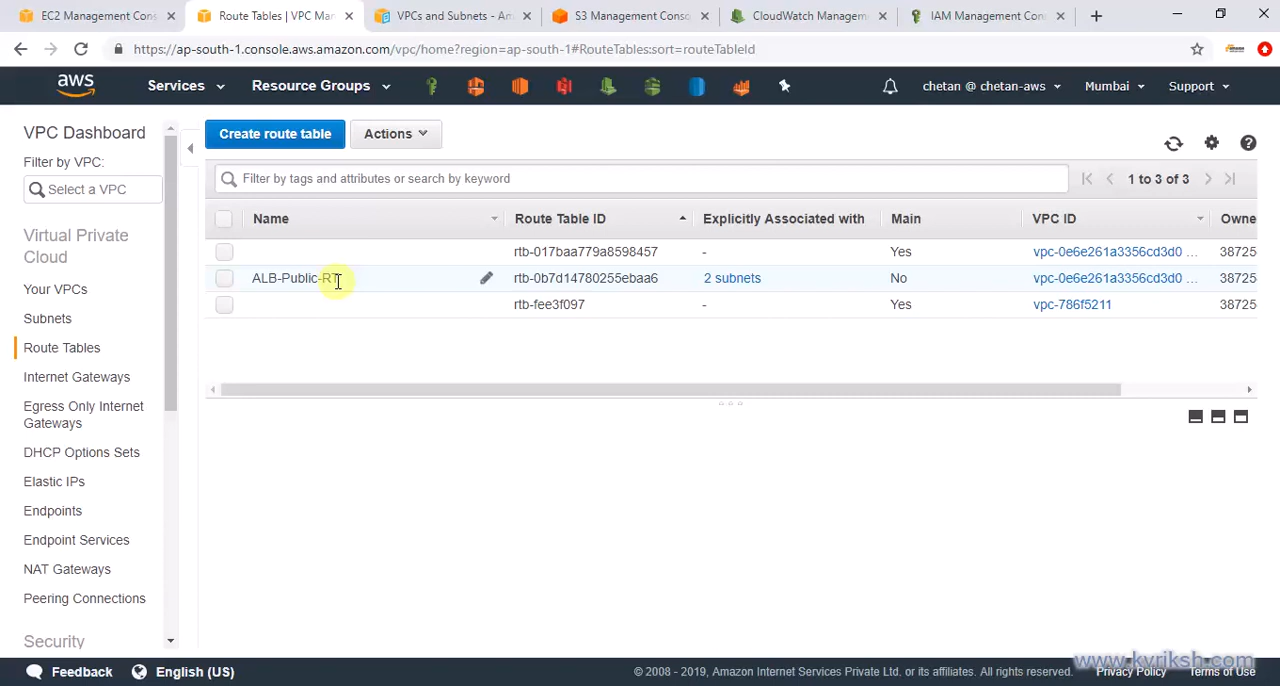 EC2 Management Cons
Route Tables | VPC Mar
VPCs and Subnets - Am
S3 Management Conso
CloudWatch Managem
IAM Management Con
https://ap-south-1.console.aws.amazon.com/vpc/home?region=ap-south-1#RouteTables:sort=routeTableId
aws
Services
Resource Groups
chetan @ chetan-aws
Mumbai
Support
VPC Dashboard
Filter by VPC:
Select a VPC
Virtual Private
Cloud
Your VPCs
Subnets
Route Tables
Internet Gateways
Egress Only Internet
Gateways
DHCP Options Sets
Elastic IPs
Endpoints
Endpoint Services
NAT Gateways
Peering Connections
Security
Create route table
Actions
Filter by tags and attributes or search by keyword
1 to 3 of 3
Name Route Table ID Explicitly Associated with Main VPC ID Owne
rtb-017baa779a8598457 - Yes vpc-0e6e261a3356cd3d0 ... 38725
ALB-Public-RT rtb-0b7d14780255ebaa6 2 subnets No vpc-0e6e261a3356cd3d0 ... 38725
rtb-fee3f097 - Yes vpc-786f5211 38725
www.kvriksh.com
Feedback
English (US)
© 2008 - 2019, Amazon Internet Services Private Ltd. or its affiliates. All rights reserved.
Privacy Policy
Terms of Use